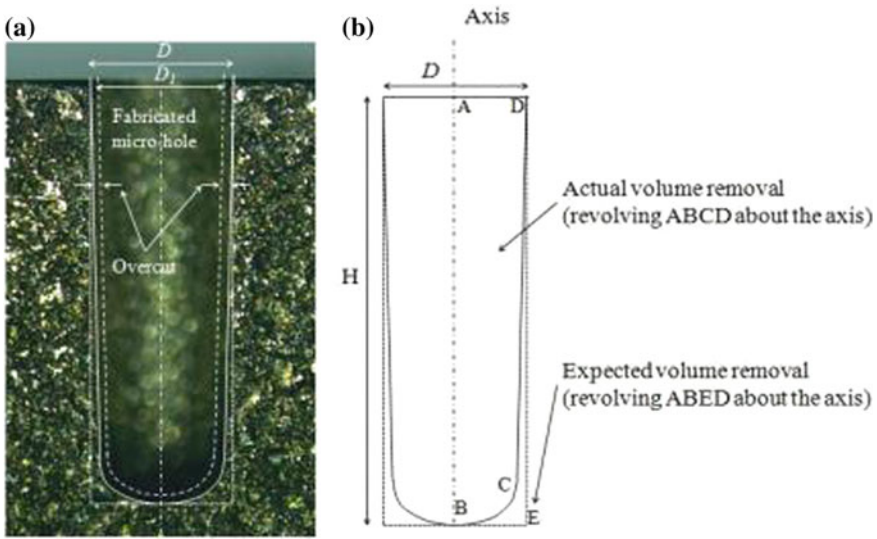 (a)
D
D₁
Fabricated
micro-hole
Overcut
(b)
Axis
D
A
D
H
Actual volume removal
(revolving ABCD about the axis)
Expected volume removal
(revolving ABED about the axis)
C
B
E